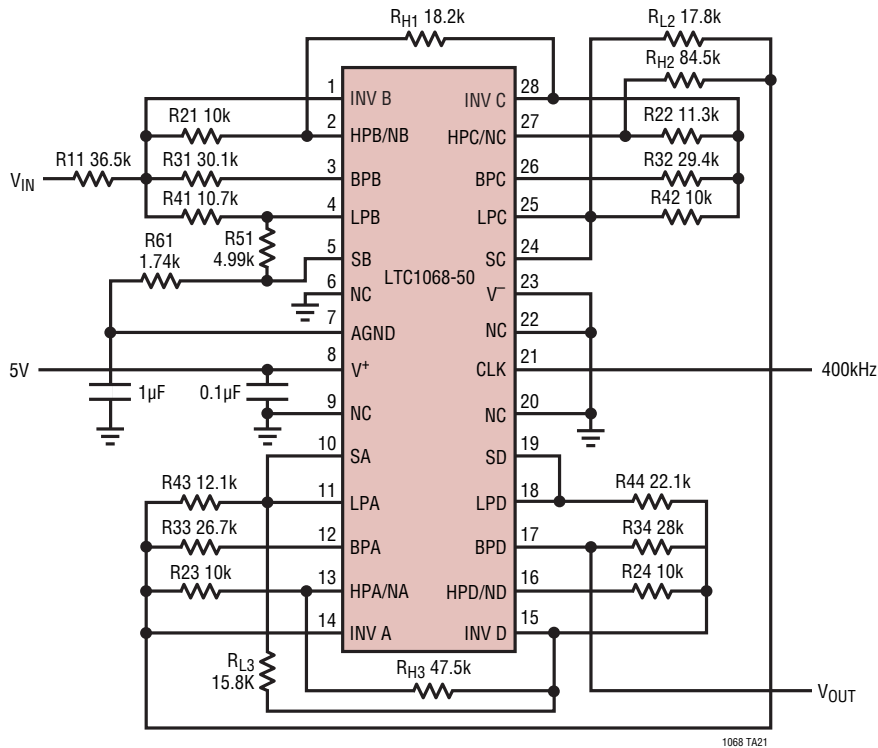 RH1 18.2k
RL2 17.8k
RH2 84.5k
1
INV B
INV C
28
R21 10k
2
HPB/NB
HPC/NC
27
R22 11.3k
R11 36.5k
VIN
R31 30.1k
3
BPB
BPC
26
R32 29.4k
R41 10.7k
4
LPB
LPC
25
R42 10k
R61
1.74k
R51
4.99k
5
SB
SC
24
LTC1068-50
6
NC
V–
23
7
AGND
NC
22
5V
8
V+
CLK
21
400kHz
1µF
0.1µF
9
NC
NC
20
10
SA
SD
19
R43 12.1k
11
LPA
LPD
18
R44 22.1k
R33 26.7k
12
BPA
BPD
17
R34 28k
R23 10k
13
HPA/NA
HPD/ND
16
R24 10k
14
INV A
INV D
15
RL3
15.8K
RH3 47.5k
VOUT
1068 TA21